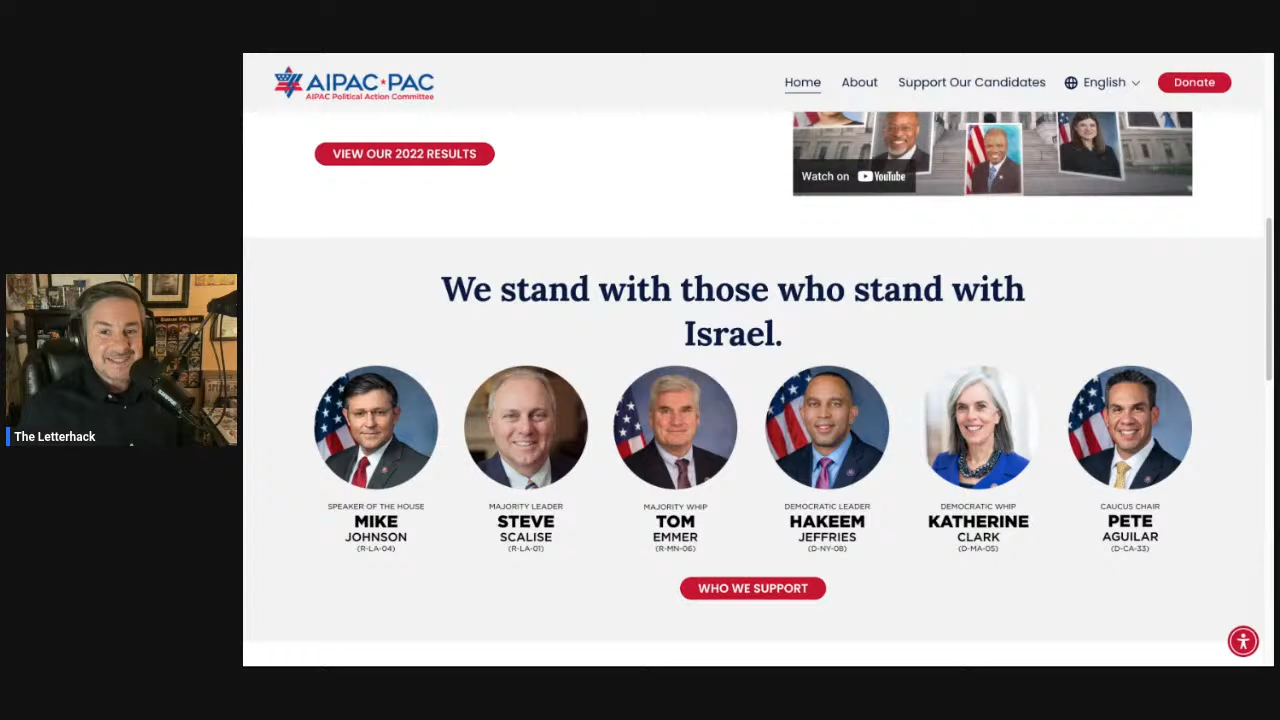 AIPAC★PAC
AIPAC Political Action Committee
Home
About
Support Our Candidates
English
Donate
VIEW OUR 2022 RESULTS
Watch on YouTube
We stand with those who stand with
Israel.
SPEAKER OF THE HOUSE
MIKE
JOHNSON
(R-LA-04)
MAJORITY LEADER
STEVE
SCALISE
(R-LA-01)
MAJORITY WHIP
TOM
EMMER
(R-MN-06)
DEMOCRATIC LEADER
HAKEEM
JEFFRIES
(D-NY-08)
DEMOCRATIC WHIP
KATHERINE
CLARK
(D-MA-05)
CAUCUS CHAIR
PETE
AGUILAR
(D-CA-33)
WHO WE SUPPORT
The Letterhack